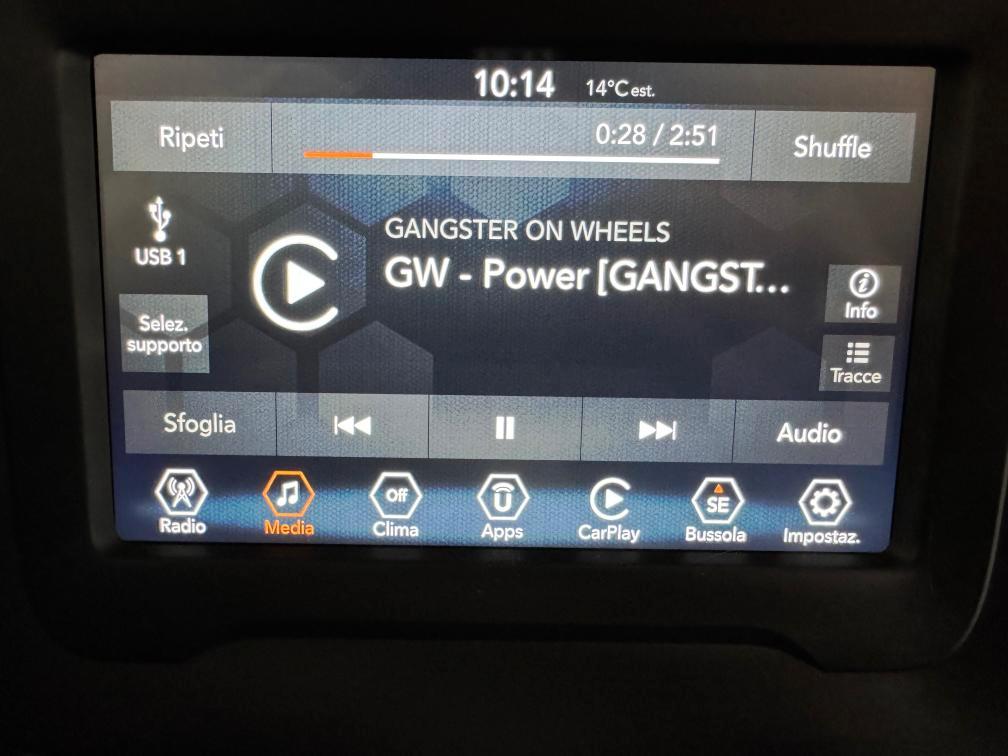 10:14 14°C est.
Ripeti 0:28 / 2:51 Shuffle
USB 1
GANGSTER ON WHEELS
GW - Power [GANGST...
Info
Selez.
supporto
Tracce
Sfoglia Audio
Off U SE
Radio Media Clima Apps CarPlay Bussola Impostaz.